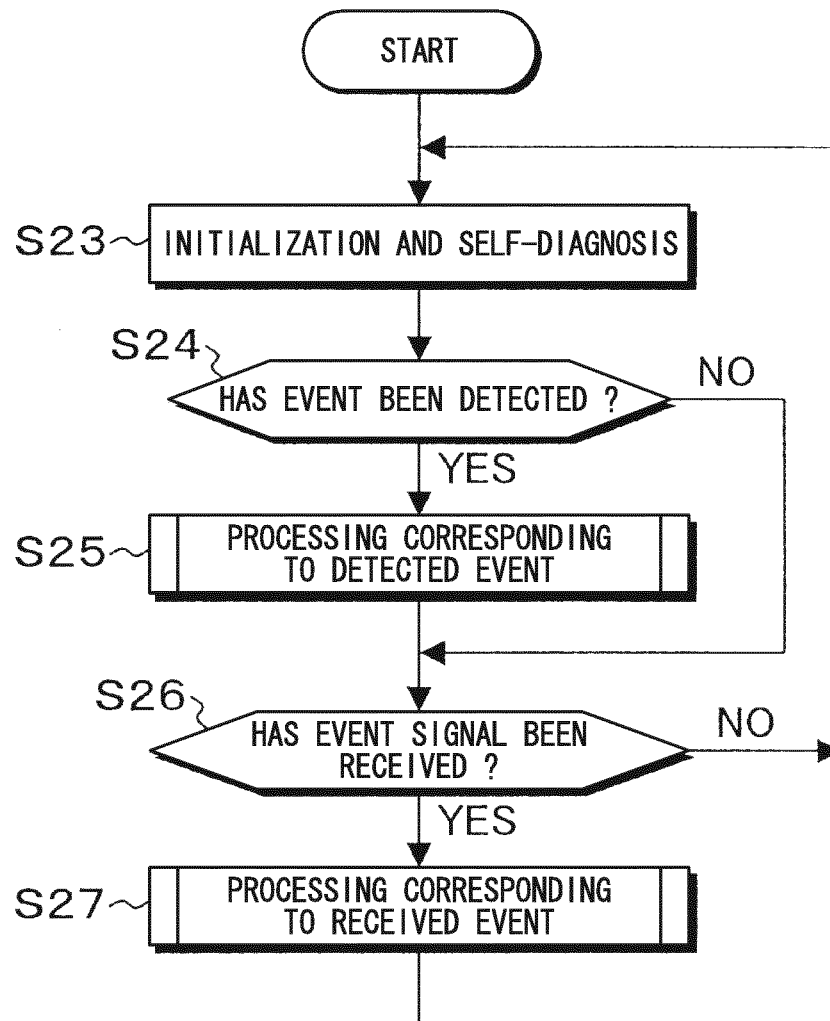 START
S23
INITIALIZATION AND SELF-DIAGNOSIS
S24
HAS EVENT BEEN DETECTED ?
NO
YES
S25
PROCESSING CORRESPONDING
TO DETECTED EVENT
S26
HAS EVENT SIGNAL BEEN
RECEIVED ?
NO
YES
S27
PROCESSING CORRESPONDING
TO RECEIVED EVENT